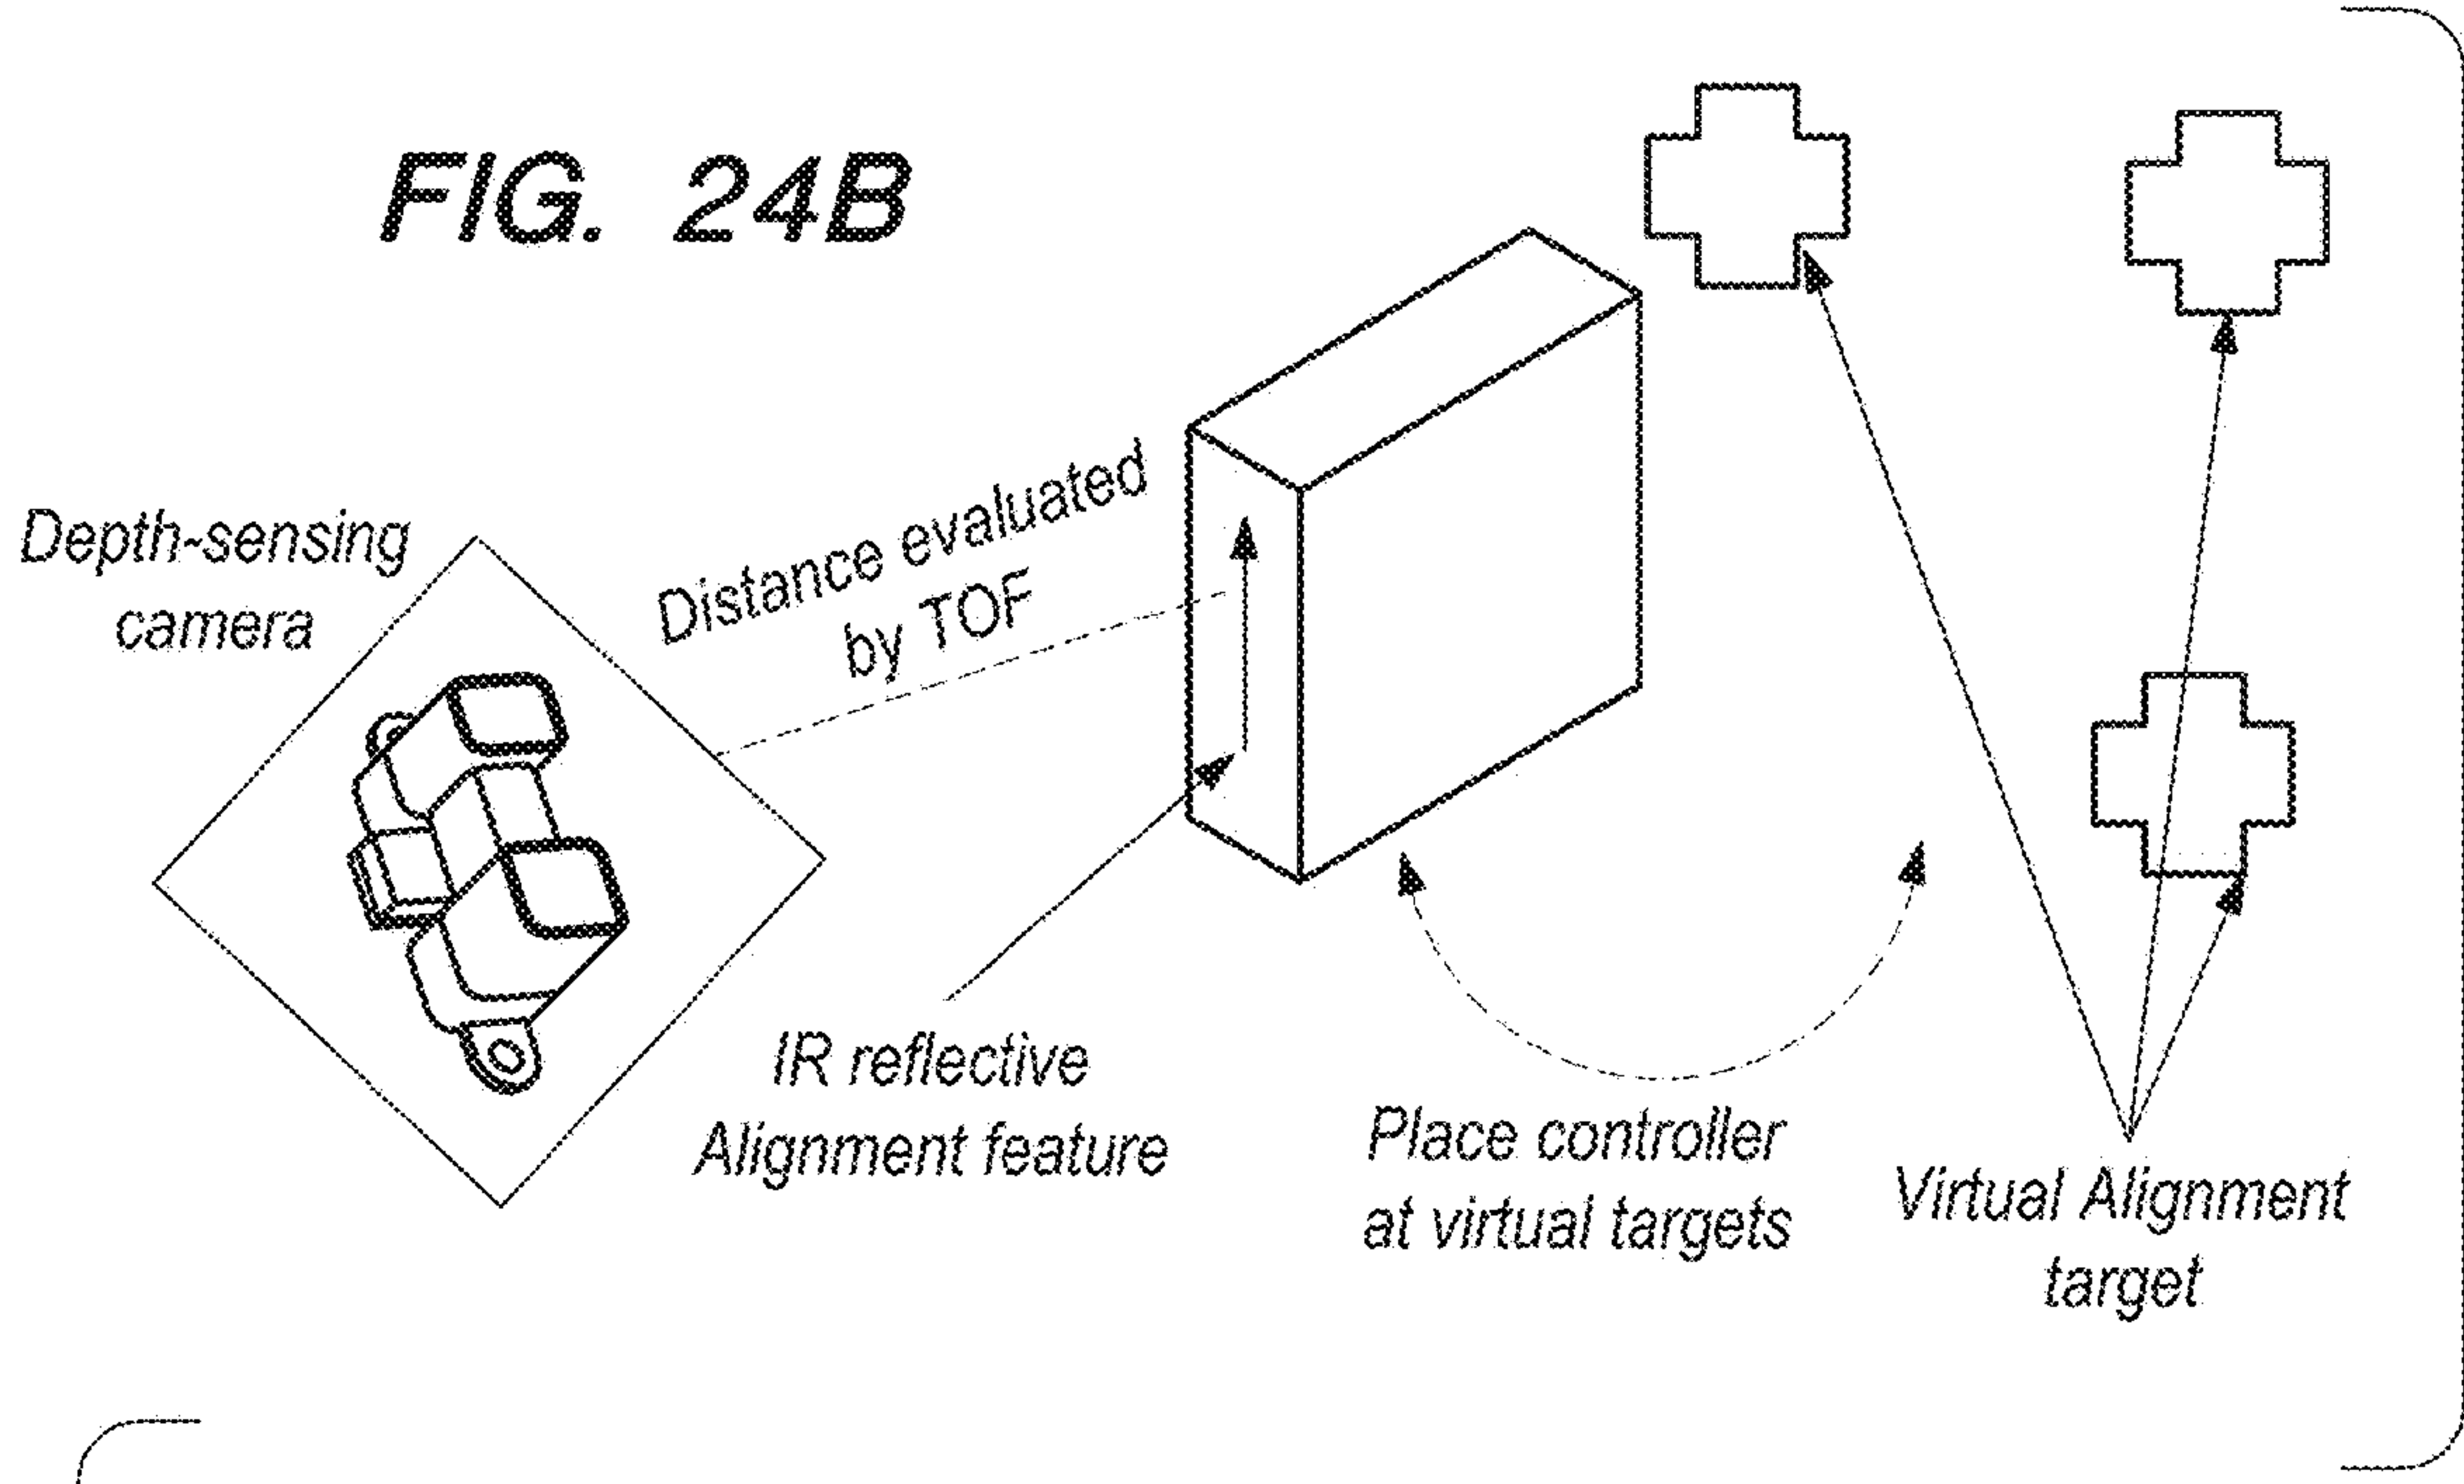 FIG. 24B
Depth-sensing
camera
Distance evaluated
by TOF
IR reflective
Alignment feature
Place controller
at virtual targets
Virtual Alignment
target